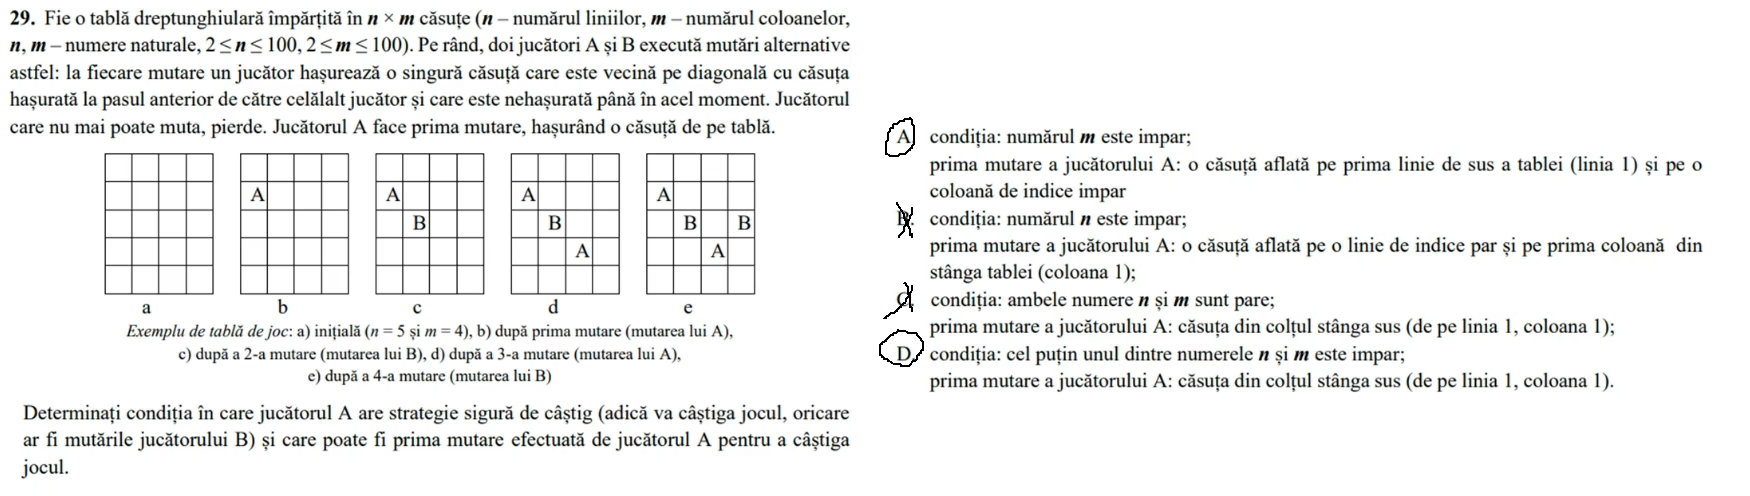 29. Fie o tablă dreptunghiulară împărțită în n × m căsuțe (n – numărul liniilor, m – numărul coloanelor,
n, m – numere naturale, 2 ≤ n ≤ 100, 2 ≤ m ≤ 100). Pe rând, doi jucători A și B execută mutări alternative
astfel: la fiecare mutare un jucător hașurează o singură căsuță care este vecină pe diagonală cu căsuța
hașurată la pasul anterior de către celălalt jucător și care este nehașurată până în acel moment. Jucătorul
care nu mai poate muta, pierde. Jucătorul A face prima mutare, hașurând o căsuță de pe tablă.
A A A A
B B B B
A A
a b c d e
Exemplu de tablă de joc: a) inițială (n = 5 și m = 4), b) după prima mutare (mutarea lui A),
c) după a 2-a mutare (mutarea lui B), d) după a 3-a mutare (mutarea lui A),
e) după a 4-a mutare (mutarea lui B)
Determinați condiția în care jucătorul A are strategie sigură de câștig (adică va câștiga jocul, oricare
ar fi mutările jucătorului B) și care poate fi prima mutare efectuată de jucătorul A pentru a câștiga
jocul.
A. condiția: numărul m este impar;
prima mutare a jucătorului A: o căsuță aflată pe prima linie de sus a tablei (linia 1) și pe o
coloană de indice impar
B. condiția: numărul n este impar;
prima mutare a jucătorului A: o căsuță aflată pe o linie de indice par și pe prima coloană din
stânga tablei (coloana 1);
C. condiția: ambele numere n și m sunt pare;
prima mutare a jucătorului A: căsuța din colțul stânga sus (de pe linia 1, coloana 1);
D. condiția: cel puțin unul dintre numerele n și m este impar;
prima mutare a jucătorului A: căsuța din colțul stânga sus (de pe linia 1, coloana 1).